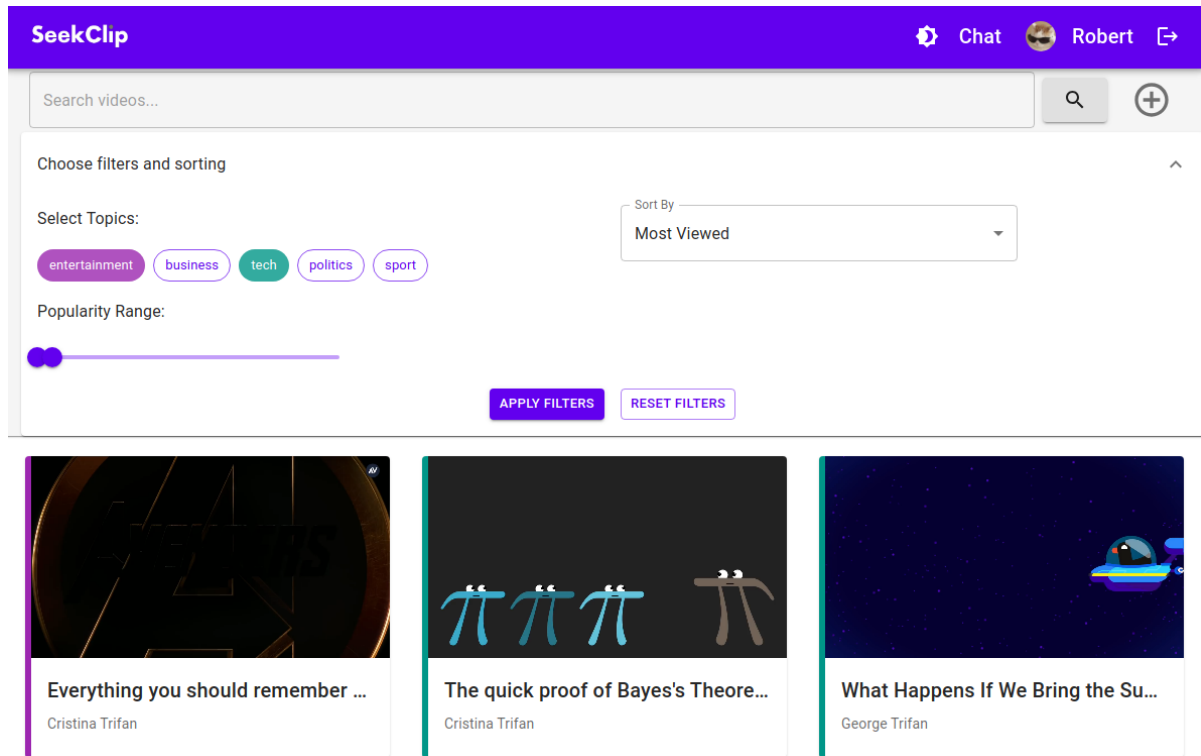 SeekClip Chat Robert
Search videos...
Choose filters and sorting
Select Topics:
Sort By
Most Viewed
entertainment business tech politics sport
Popularity Range:
APPLY FILTERS RESET FILTERS
AVENGERS
Everything you should remember ... The quick proof of Bayes's Theore... What Happens If We Bring the Su...
Cristina Trifan Cristina Trifan George Trifan